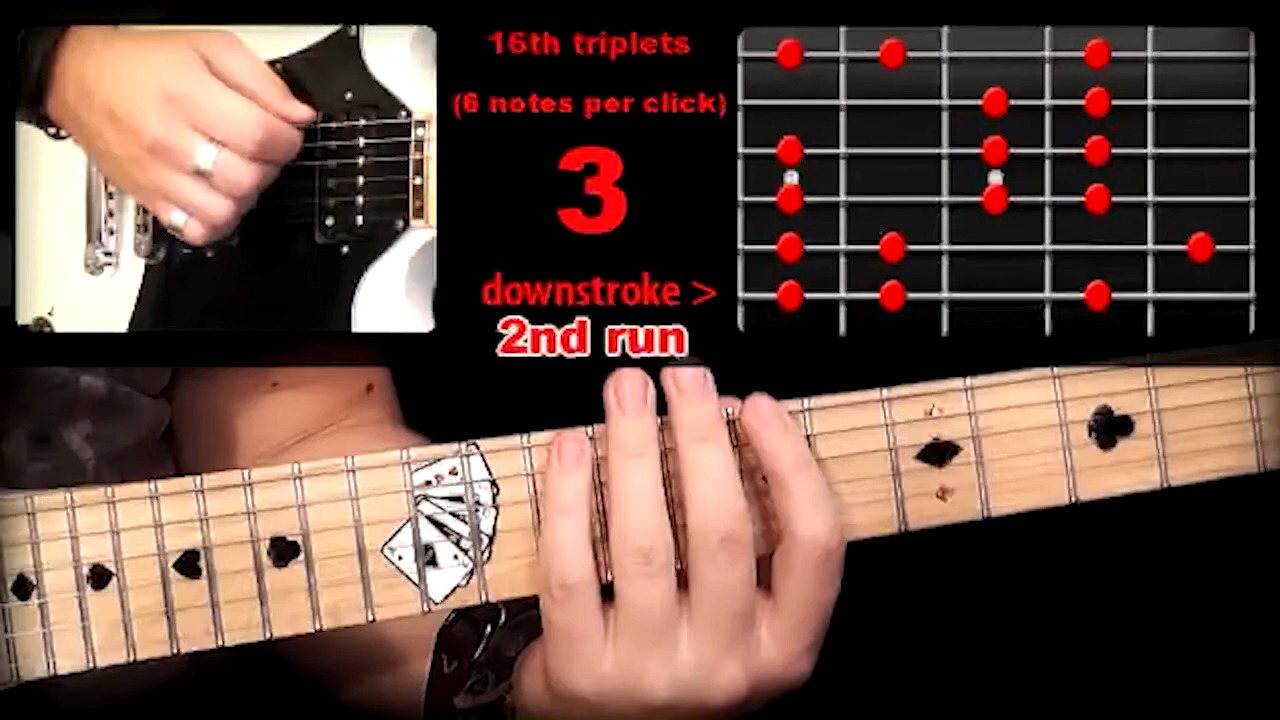 16th triplets
(6 notes per click)
3
downstroke >
2nd run